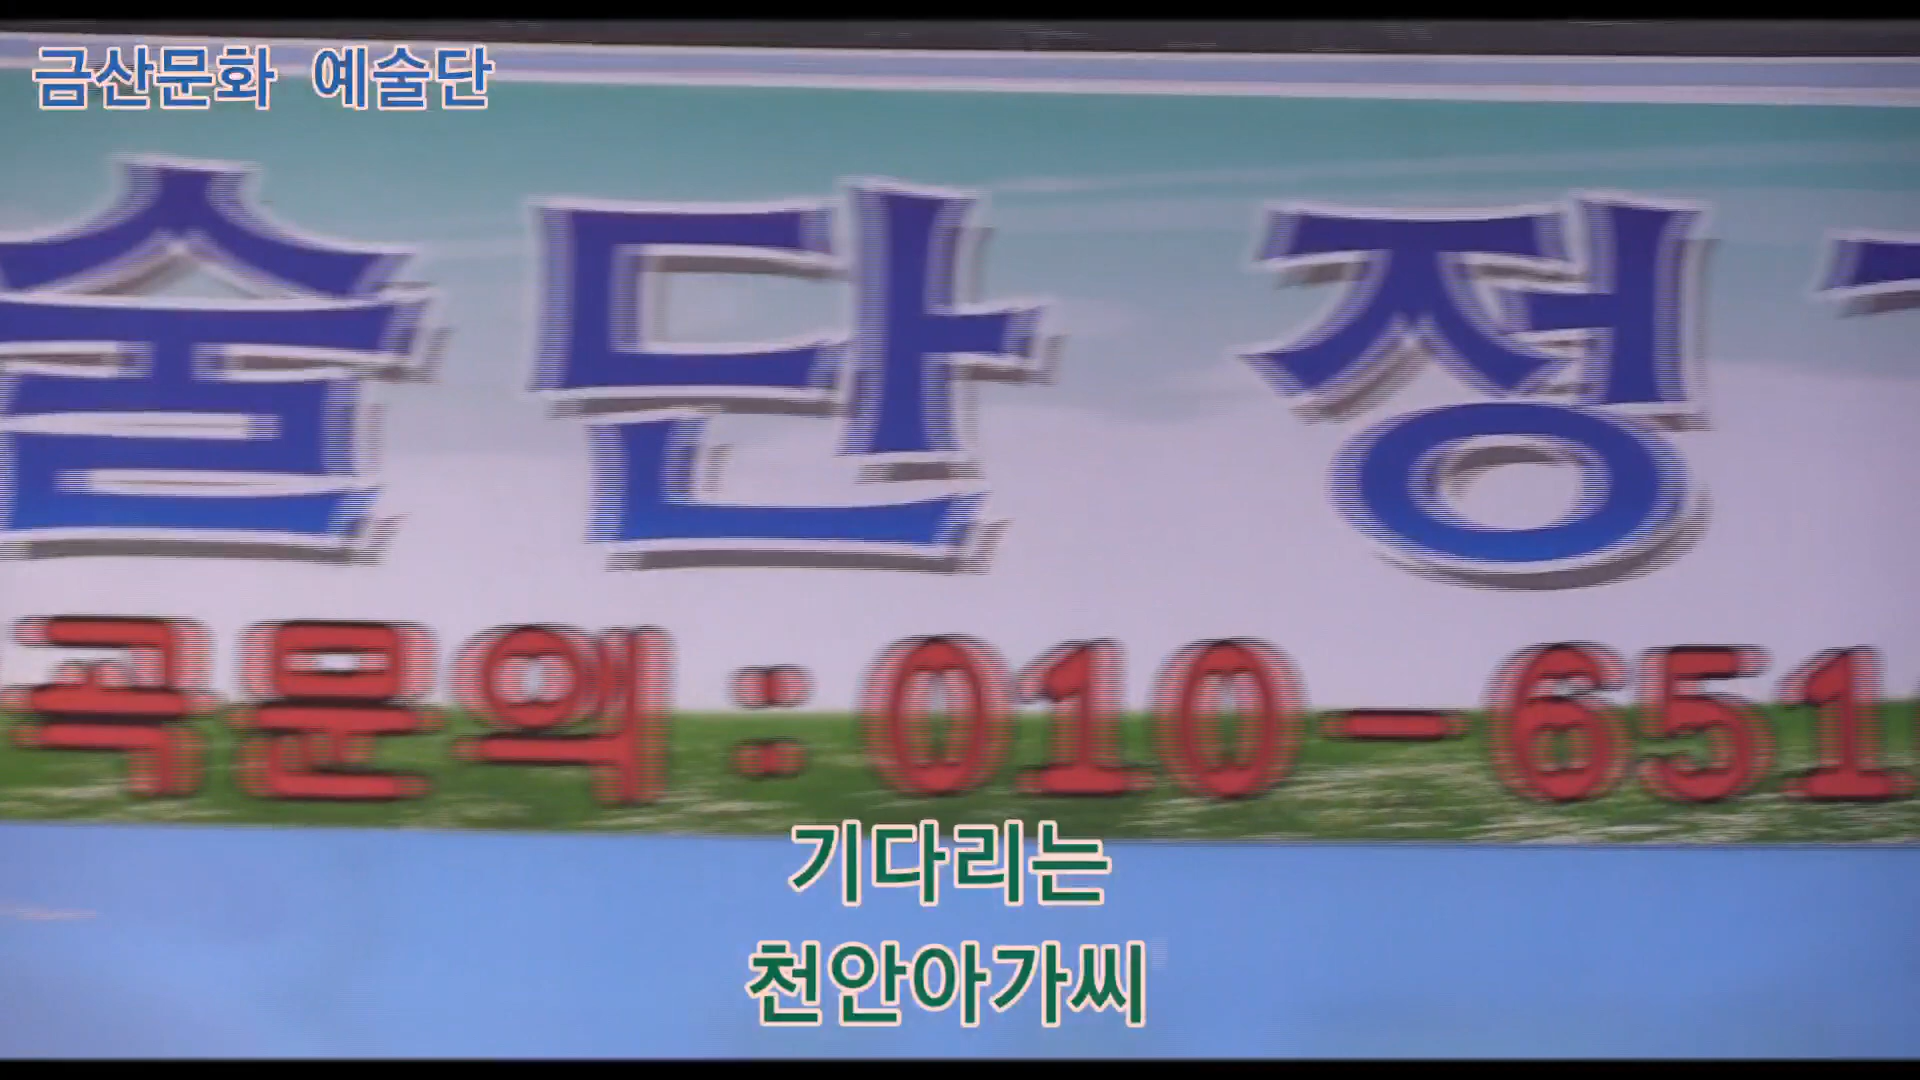 금산문화 예술단
술단 정
곡문의 : 010-651
기다리는
천안아가씨